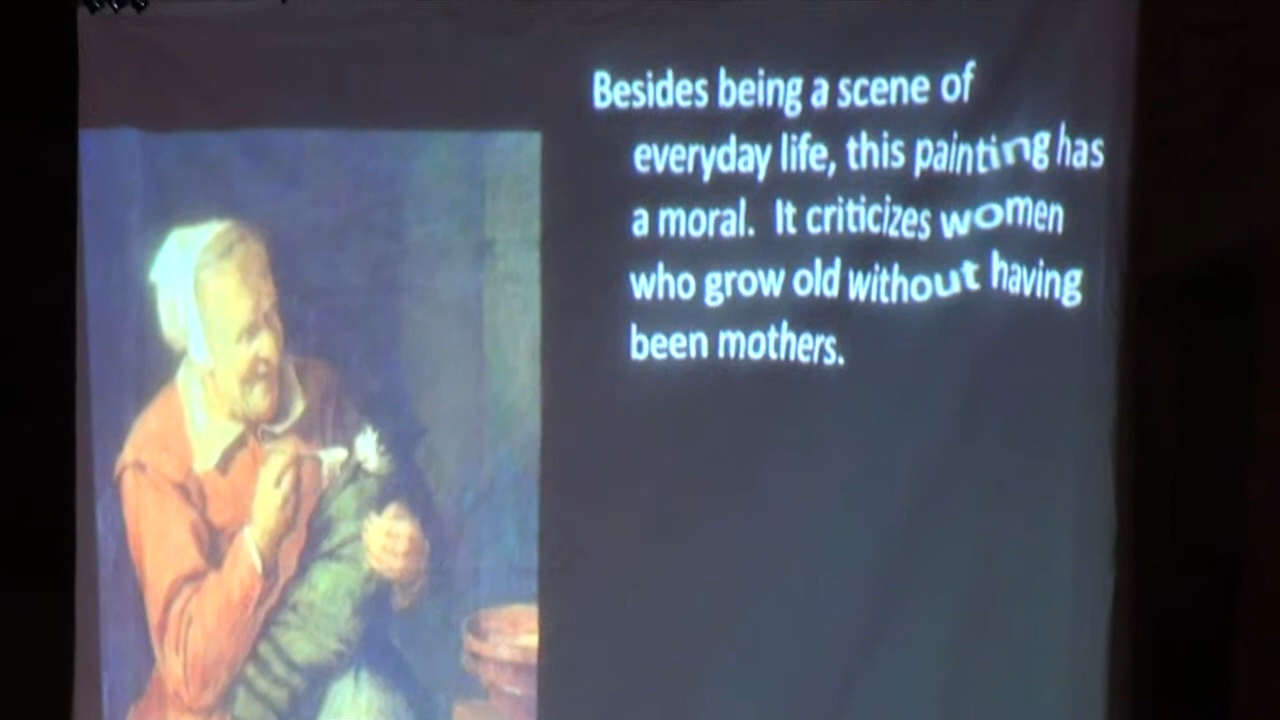 Besides being a scene of
everyday life, this painting has
a moral. It criticizes women
who grow old without having
been mothers.